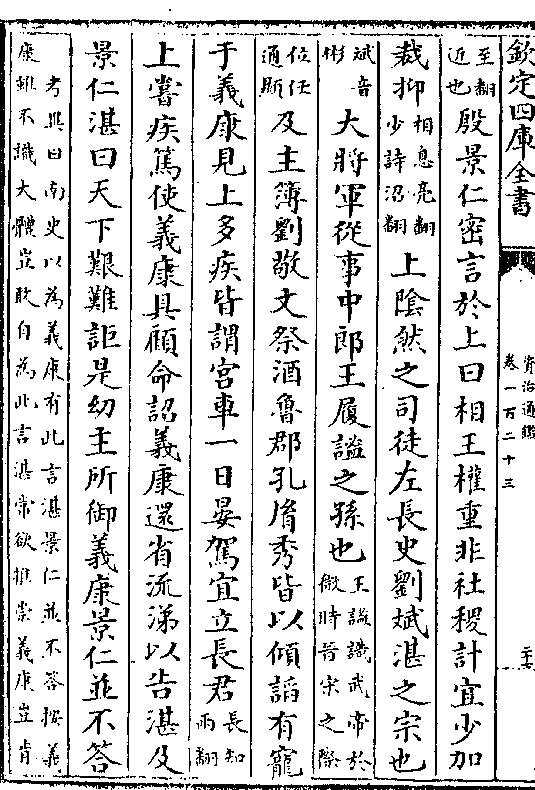 欽定四庫全書
資治通鑑
卷一百二十三
二十
至翻
近也
殷景仁密言於上曰相王權重非社稷計宜少加
裁抑
相息亮翻
少詩沼翻
上隂然之司徒左長史劉斌湛之宗也
斌音
彬
大將軍從事中郎王履謐之孫也
王謐識武帝於
微時晉宋之際
位任
通顯
及主簿劉敬文祭酒魯郡孔㣧秀皆以傾謟有寵
于義康見上多疾皆謂宮車一日晏駕宜立長君
長知
兩翻
上嘗疾篤使義康具顧命詔義康還省流涕以告湛及
景仁湛曰天下艱難詎是幼主所御義康景仁並不答
考異曰南史以為義康有此言湛景仁並不答按義
康雖不識大體豈敢自為此言湛常欲推崇義康豈肯